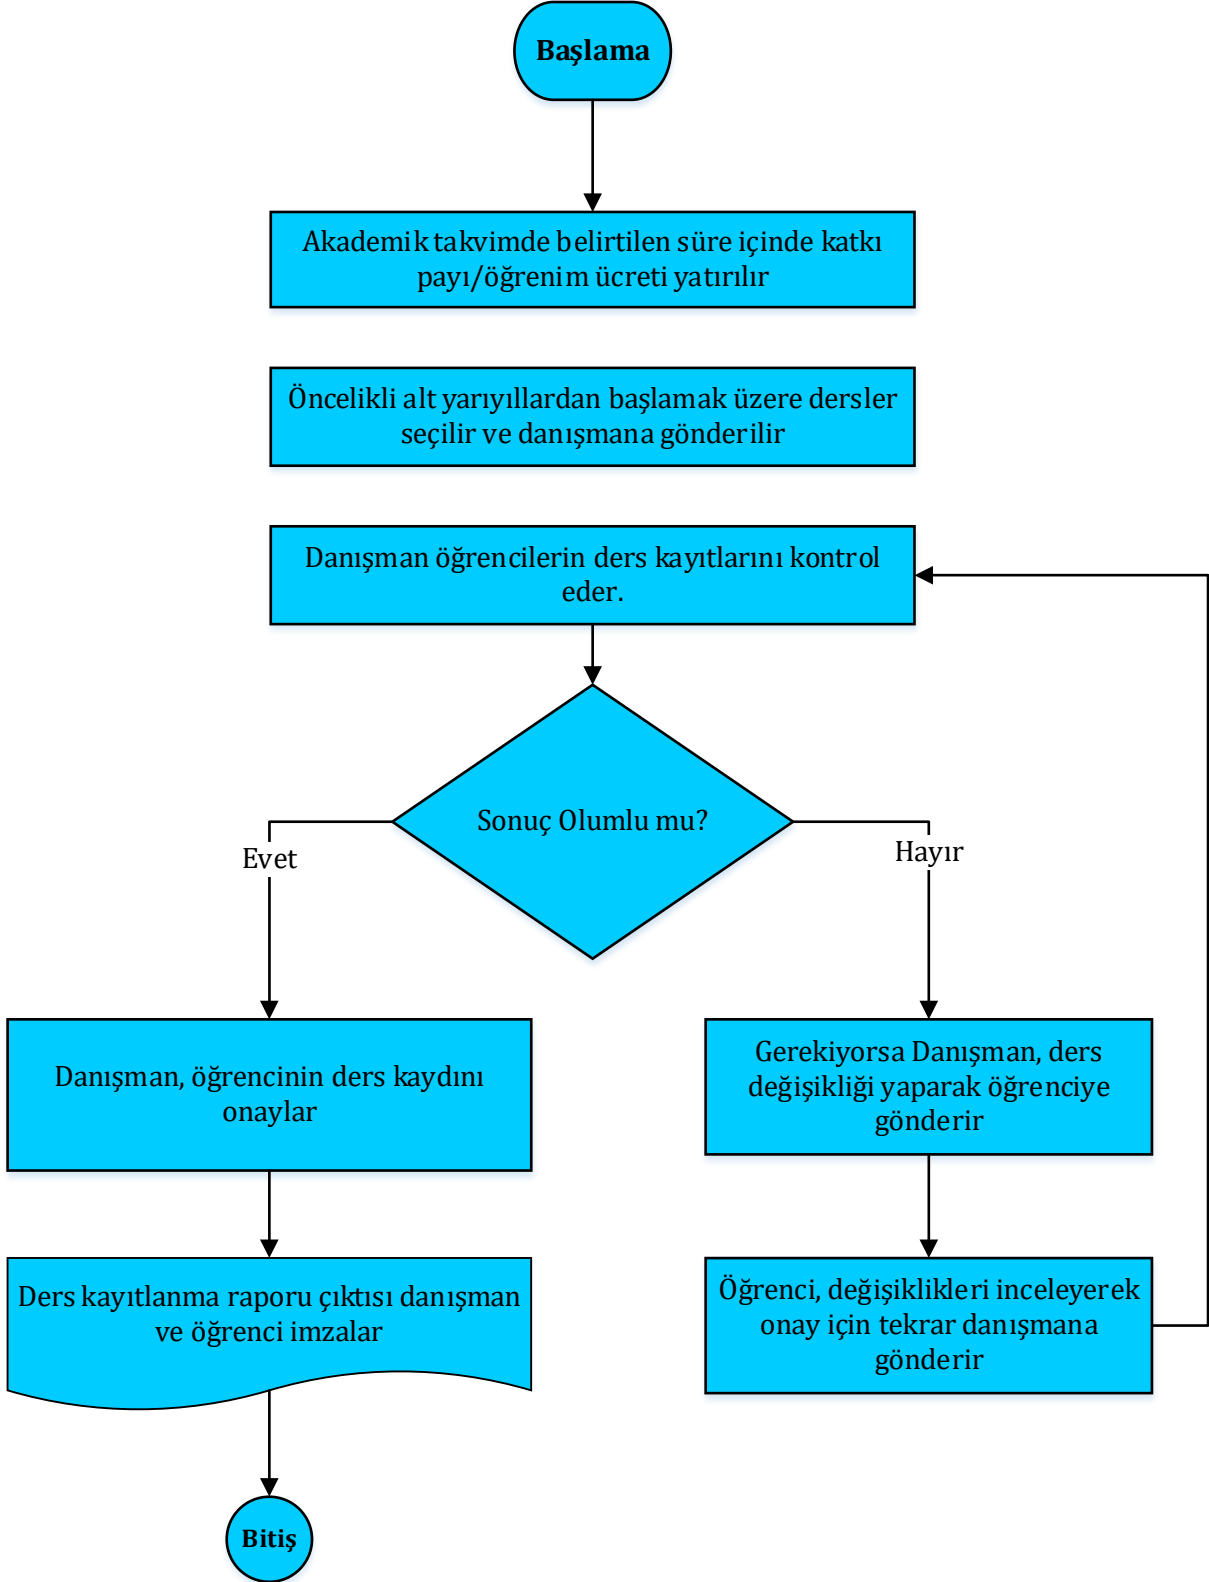 Başlama
Akademik takvimde belirtilen süre içinde katkı
payı/öğrenim ücreti yatırılır
Öncelikli alt yarıyıllardan başlamak üzere dersler
seçilir ve danışmana gönderilir
Danışman öğrencilerin ders kayıtlarını kontrol
eder.
Sonuç Olumlu mu?
Evet
Hayır
Danışman, öğrencinin ders kaydını
onaylar
Gerekiyorsa Danışman, ders
değişikliği yaparak öğrenciye
gönderir
Ders kayıtlanma raporu çıktısı danışman
ve öğrenci imzalar
Öğrenci, değişiklikleri inceleyerek
onay için tekrar danışmana
gönderir
Bitiş